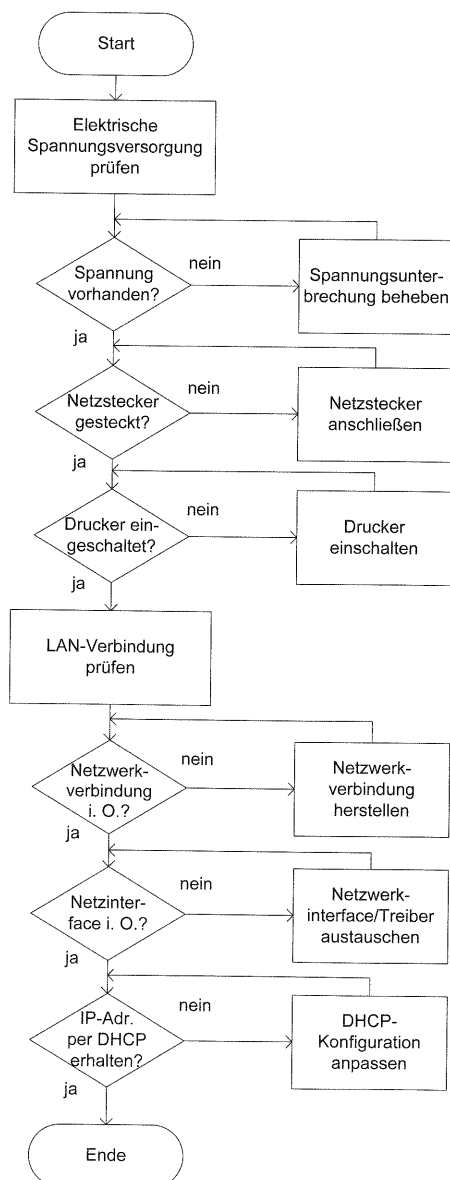 Start
Elektrische
Spannungsversorgung
prüfen
Spannung
vorhanden?
nein
Spannungsunter-
brechung beheben
ja
Netzstecker
gesteckt?
nein
Netzstecker
anschließen
ja
Drucker ein-
geschaltet?
nein
Drucker
einschalten
ja
LAN-Verbindung
prüfen
Netzwerk-
verbindung
i. O.?
nein
Netzwerk-
verbindung
herstellen
ja
Netzinter-
face i. O.?
nein
Netzwerk-
interface/Treiber
austauschen
ja
IP-Adr.
per DHCP
erhalten?
nein
DHCP-
Konfiguration
anpassen
ja
Ende